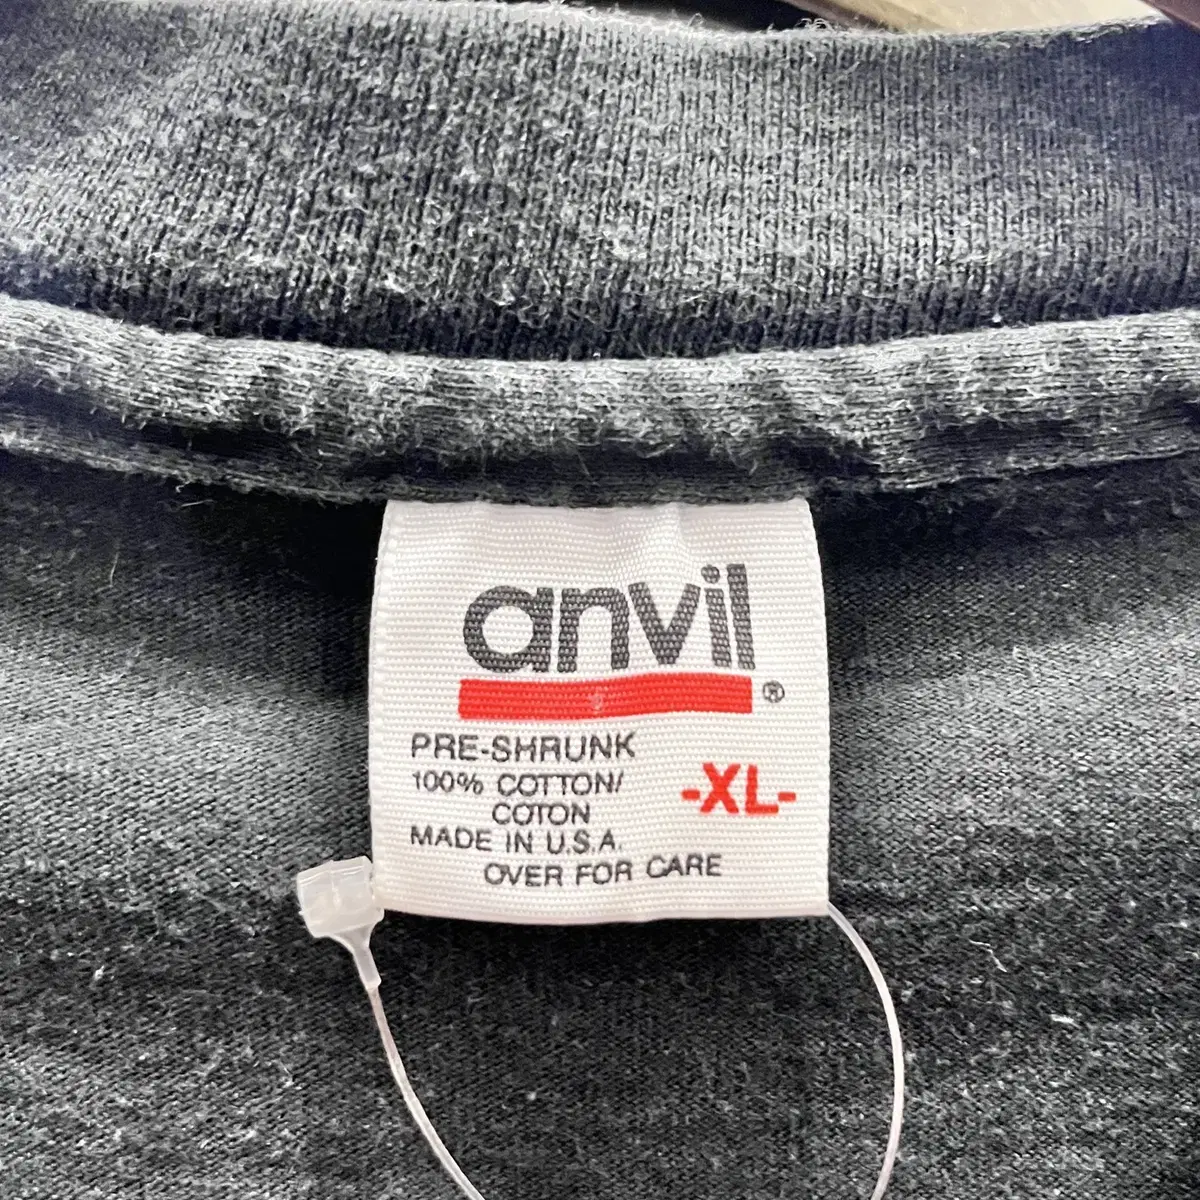 anvil®
PRE-SHRUNK
100% COTTON/
COTON
-XL-
MADE IN U.S.A.
OVER FOR CARE